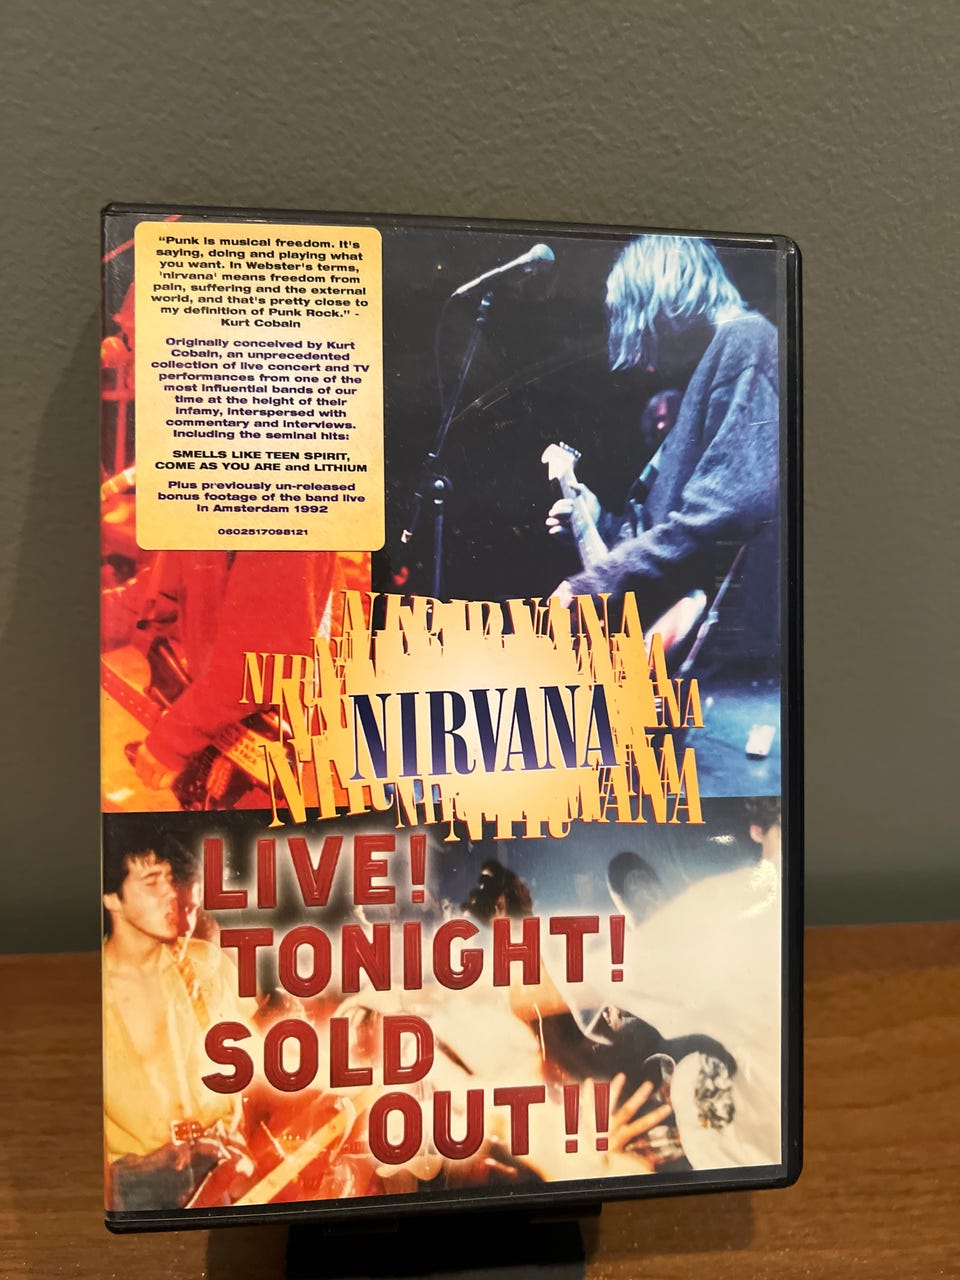 “Punk is musical freedom. It's
saying, doing and playing what
you want. In Webster's terms,
'nirvana' means freedom from
pain, suffering and the external
world, and that's pretty close to
my definition of Punk Rock.” -
Kurt Cobain
Originally conceived by Kurt
Cobain, an unprecedented
collection of live concert and TV
performances from one of the
most influential bands of our
time at the height of their
infamy, interspersed with
commentary and interviews.
Including the seminal hits:
SMELLS LIKE TEEN SPIRIT,
COME AS YOU ARE and LITHIUM
Plus previously un-released
bonus footage of the band live
in Amsterdam 1992
0602517098121
NIRVANA
LIVE!
TONIGHT!
SOLD
OUT!!